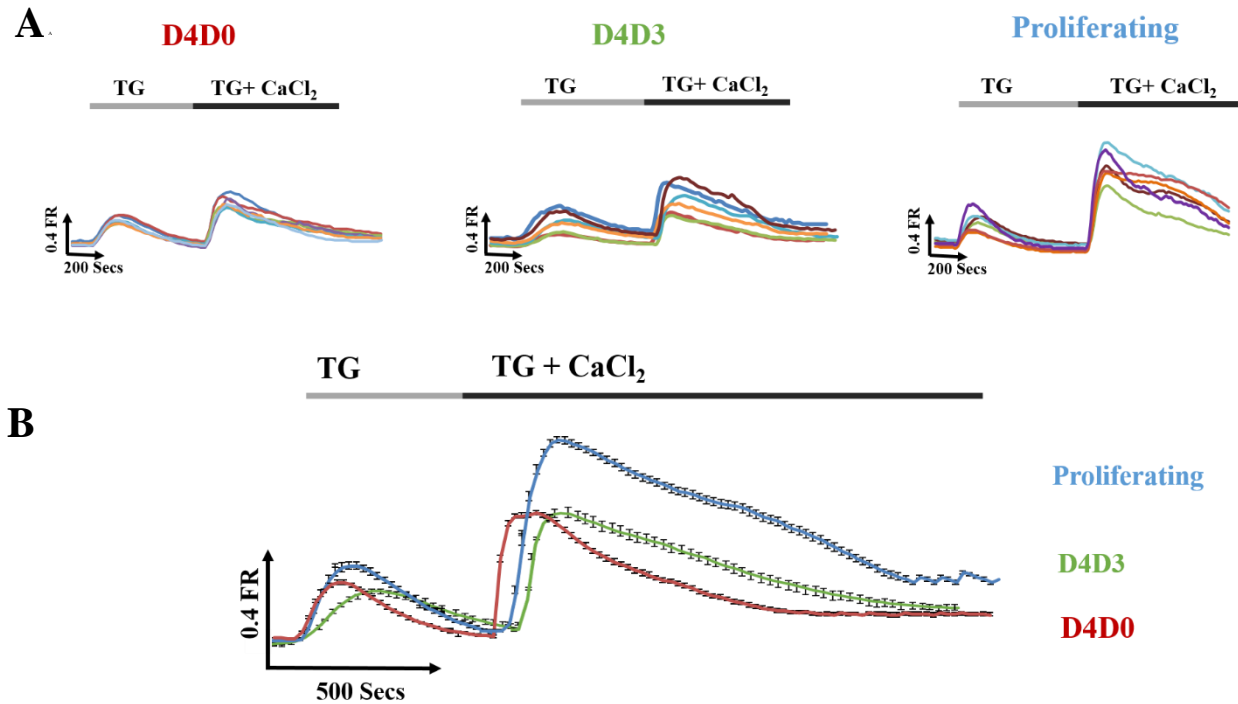 A
D4D0
D4D3
Proliferating
TG
TG+ CaCl₂
TG
TG+ CaCl₂
TG
TG+ CaCl₂
0.4 FR
200 Secs
0.4 FR
200 Secs
0.4 FR
200 Secs
B
TG
TG + CaCl₂
0.4 FR
500 Secs
Proliferating
D4D3
D4D0